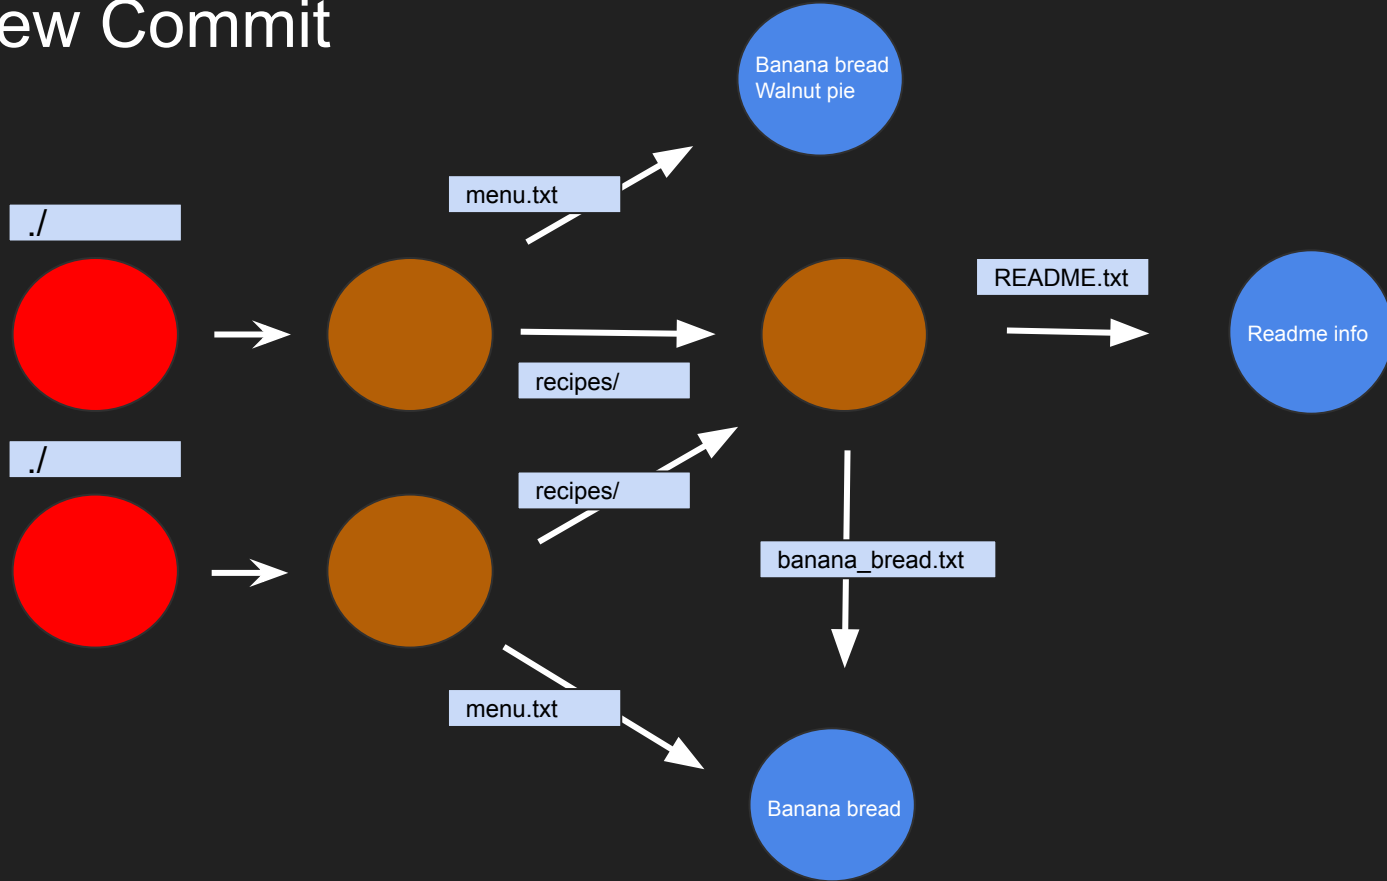 ew Commit
Banana bread
Walnut pie
menu.txt
./
README.txt
Readme info
recipes/
./
recipes/
banana_bread.txt
menu.txt
Banana bread